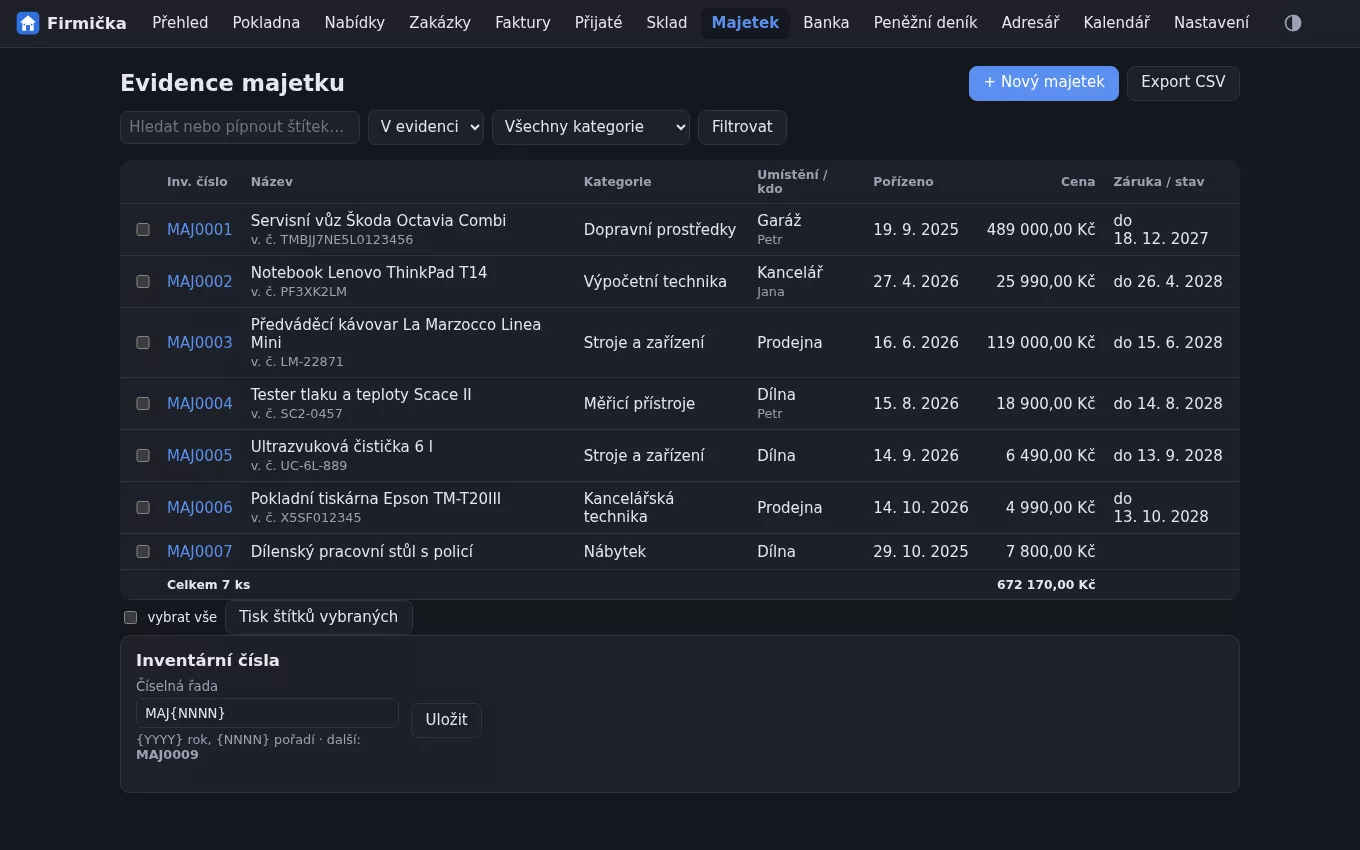 Firmička Přehled Pokladna Nabídky Zakázky Faktury Přijaté Sklad Majetek Banka Peněžní deník Adresář Kalendář Nastavení
Evidence majetku + Nový majetek Export CSV
Hledat nebo pípnout štítek… V evidenci Všechny kategorie Filtrovat
Inv. číslo Název Kategorie Umístění / kdo Pořízeno Cena Záruka / stav
MAJ0001 Servisní vůz Škoda Octavia Combi Dopravní prostředky Garáž 19. 9. 2025 489 000,00 Kč do 18. 12. 2027
v. č. TMBJJ7NE5L0123456 Petr
MAJ0002 Notebook Lenovo ThinkPad T14 Výpočetní technika Kancelář 27. 4. 2026 25 990,00 Kč do 26. 4. 2028
v. č. PF3XK2LM Jana
MAJ0003 Předváděcí kávovar La Marzocco Linea Mini Stroje a zařízení Prodejna 16. 6. 2026 119 000,00 Kč do 15. 6. 2028
v. č. LM-22871
MAJ0004 Tester tlaku a teploty Scace II Měřicí přístroje Dílna 15. 8. 2026 18 900,00 Kč do 14. 8. 2028
v. č. SC2-0457 Petr
MAJ0005 Ultrazvuková čistička 6 l Stroje a zařízení Dílna 14. 9. 2026 6 490,00 Kč do 13. 9. 2028
v. č. UC-6L-889
MAJ0006 Pokladní tiskárna Epson TM-T20III Kancelářská technika Prodejna 14. 10. 2026 4 990,00 Kč do 13. 10. 2028
v. č. X5SF012345
MAJ0007 Dílenský pracovní stůl s policí Nábytek Dílna 29. 10. 2025 7 800,00 Kč
Celkem 7 ks 672 170,00 Kč
vybrat vše Tisk štítků vybraných
Inventární čísla
Číselná řada
MAJ{NNNN} Uložit
{YYYY} rok, {NNNN} pořadí · další:
MAJ0009